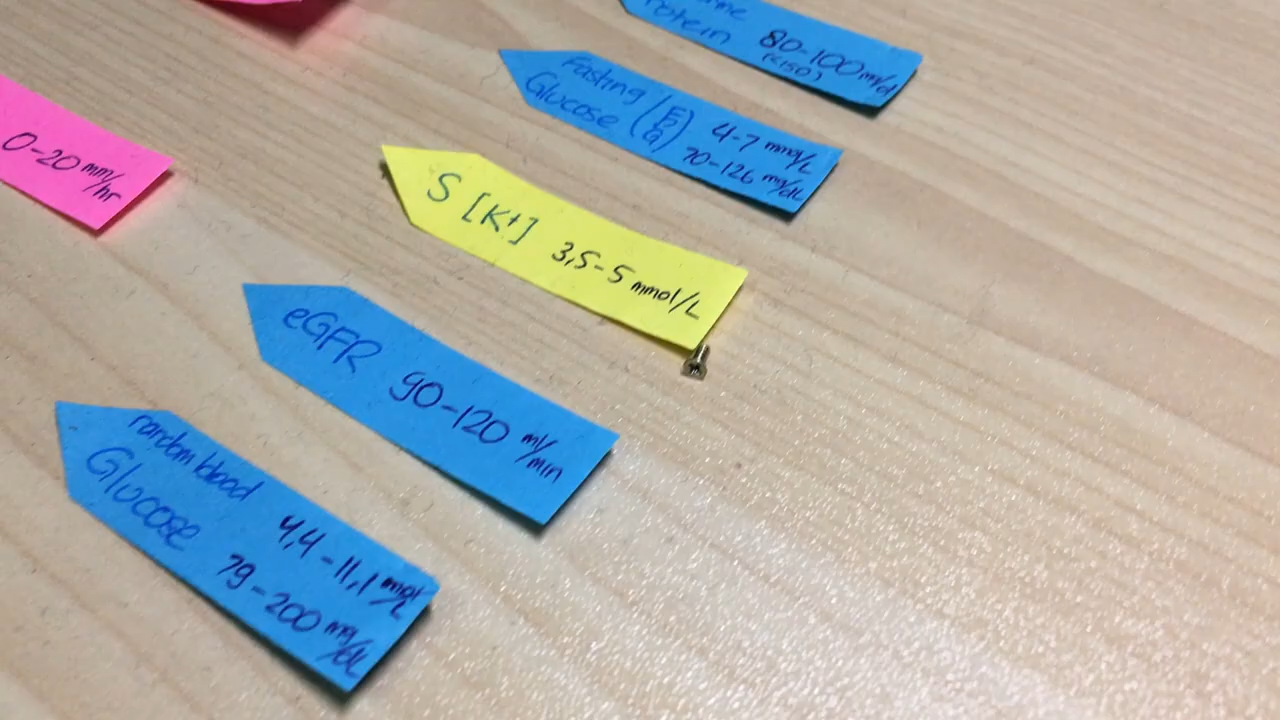 rotein 80-100 mg/d
(<150)
Fasting
Glucose
4-7 mmol/L
70-126 mg/dL
0-20 mm/hr
S [K+] 3,5-5 mmol/L
eGFR 90-120 ml/min
random blood
Glucose
4,4-11,1 mmol/L
79-200 mg/dL